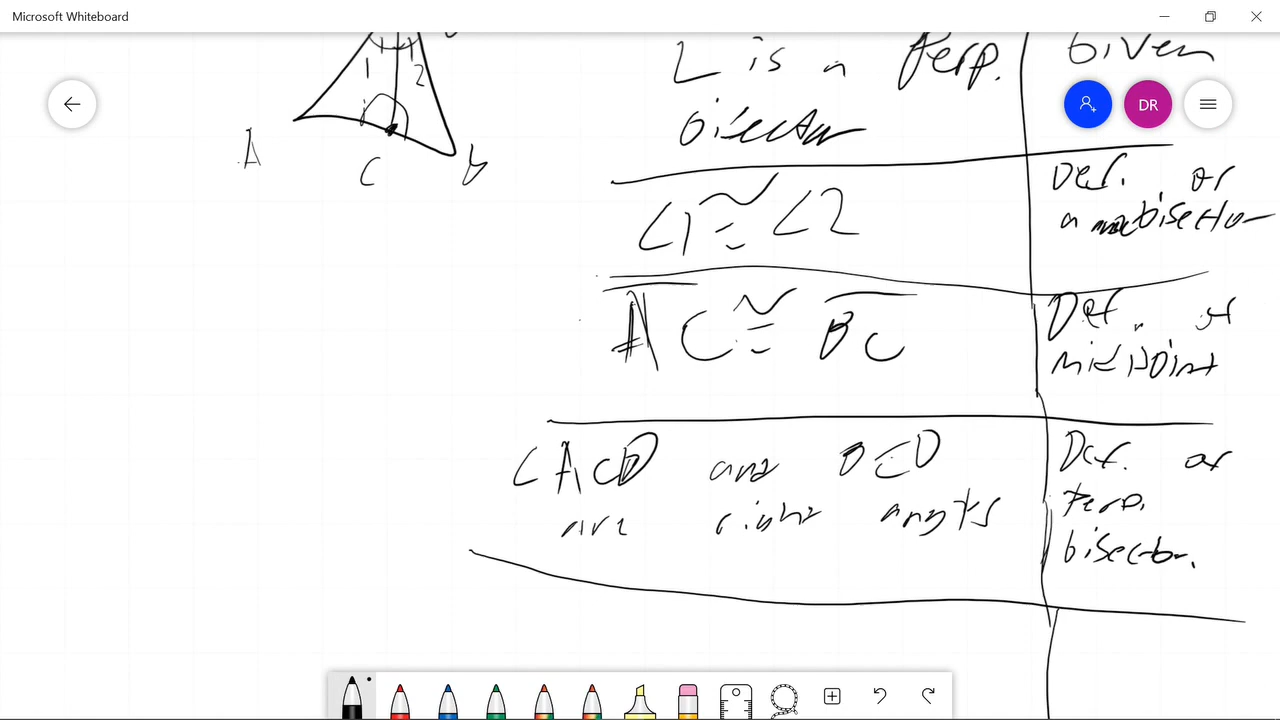 Microsoft Whiteboard
DR
1 2
A
C
b
L is a Perp. Given
bisector
∠1 ≅ ∠2 Def. of
a bisector
AC ≅ BC Def. of
midpoint
∠ACD and BCD Def. of
are right angles perp.
bisector.